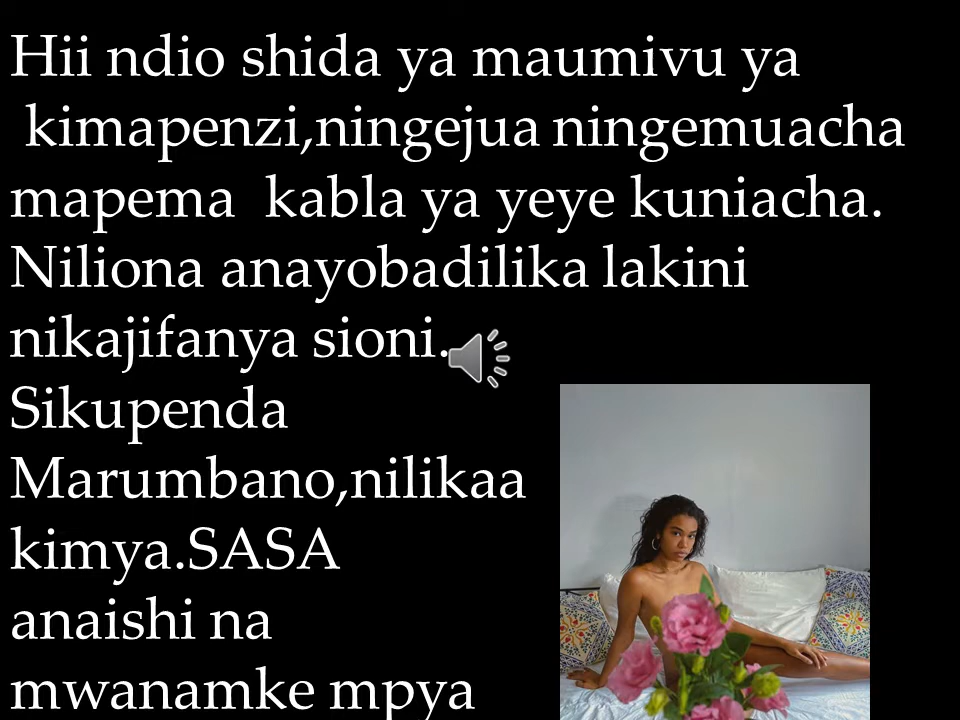 Hii ndio shida ya maumivu ya
kimapenzi,ningejua ningemuacha
mapema kabla ya yeye kuniacha.
Niliona anayobadilika lakini
nikajifanya sioni.
Sikupenda
Marumbano,nilikaa
kimya.SASA
anaishi na
mwanamke mpya